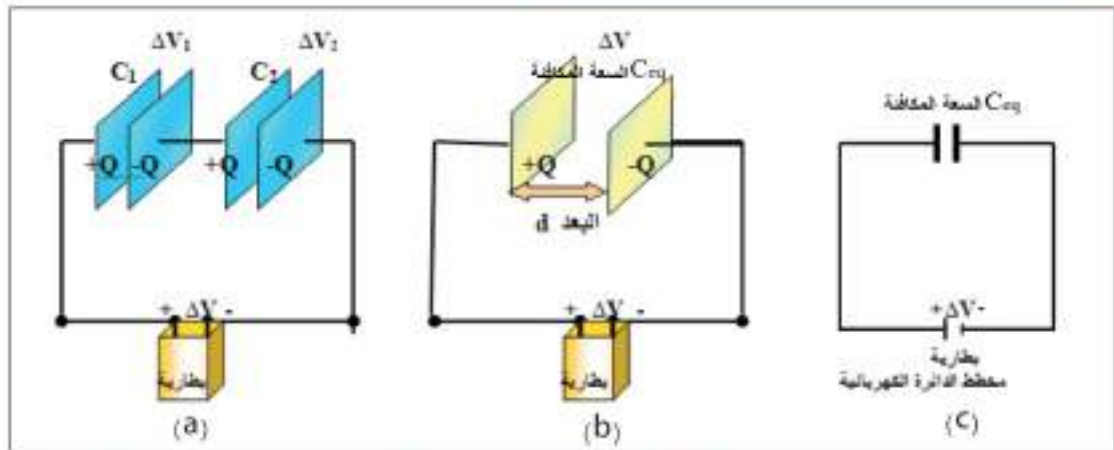 ΔV₁ ΔV₂
C₁ C₂
+Q -Q +Q -Q
+ ΔV -
بطارية
(a)
ΔV
السعة المكافئة Ceq
+Q -Q
البعد d
+ ΔV -
بطارية
(b)
السعة المكافئة Ceq
+ΔV-
بطارية
مخطط الدائرة الكهربائية
(c)